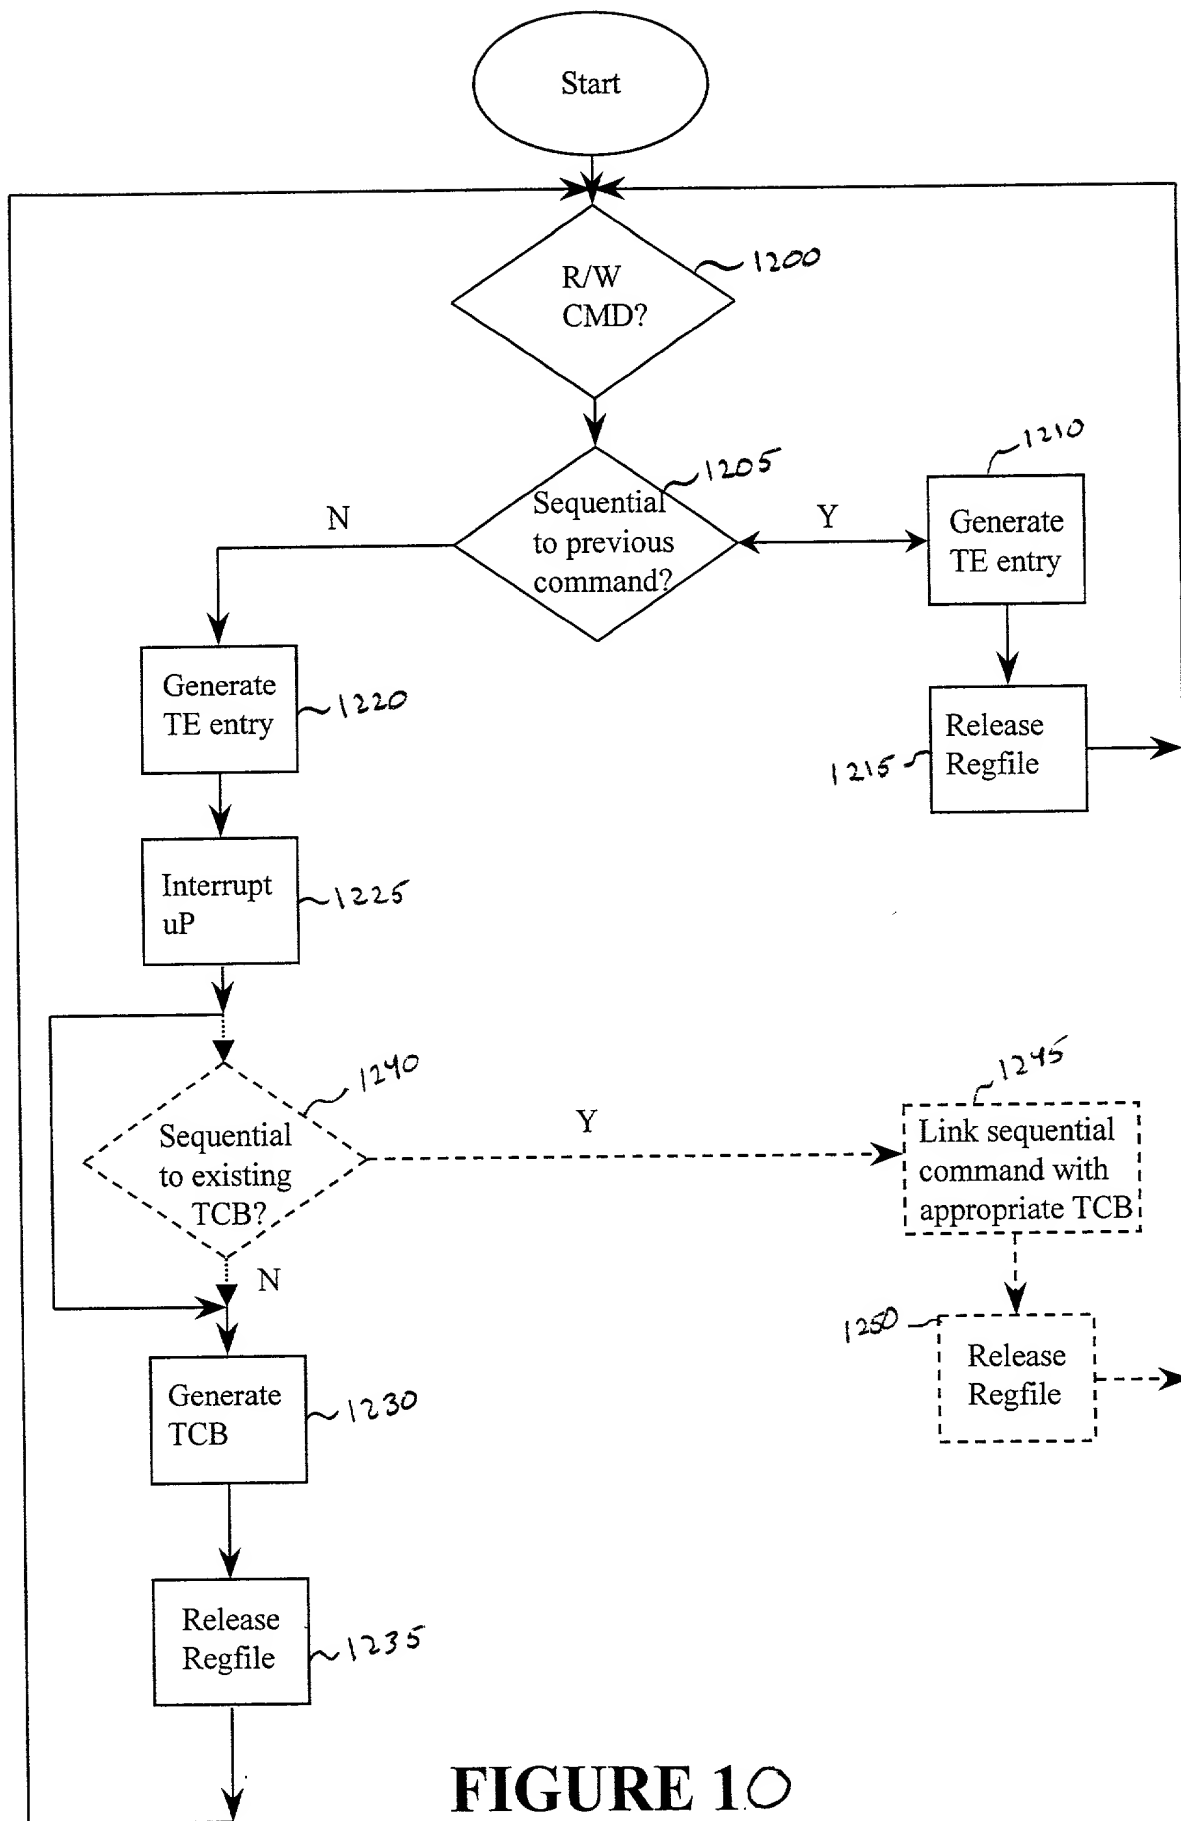 Start
R/W
CMD?
1200
Sequential
to previous
command?
1205
N
Y
1210
Generate
TE entry
Generate
TE entry
1220
Release
Regfile
1215
Interrupt
uP
1225
Sequential
to existing
TCB?
1240
Y
N
1245
Link sequential
command with
appropriate TCB
1250
Release
Regfile
Generate
TCB
1230
Release
Regfile
1235
FIGURE 10